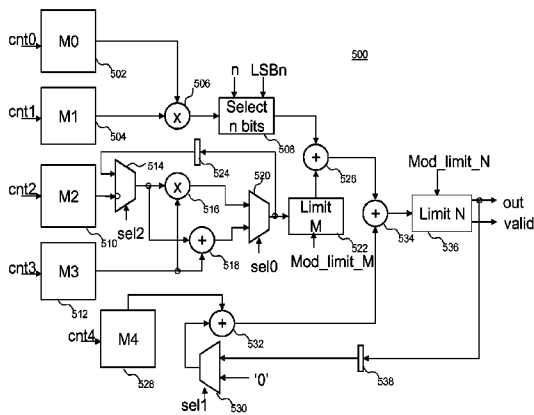 cnt0
M0
502
500
n
LSBn
506
cnt1
M1
504
x
Select
n bits
508
514
524
520
+
526
Mod_limit_N
cnt2
M2
510
x
516
Limit
M
522
+
534
Limit N
536
out
valid
sel2
+
518
sel0
Mod_limit_M
cnt3
M3
512
cnt4
M4
528
+
532
'0'
538
sel1
530